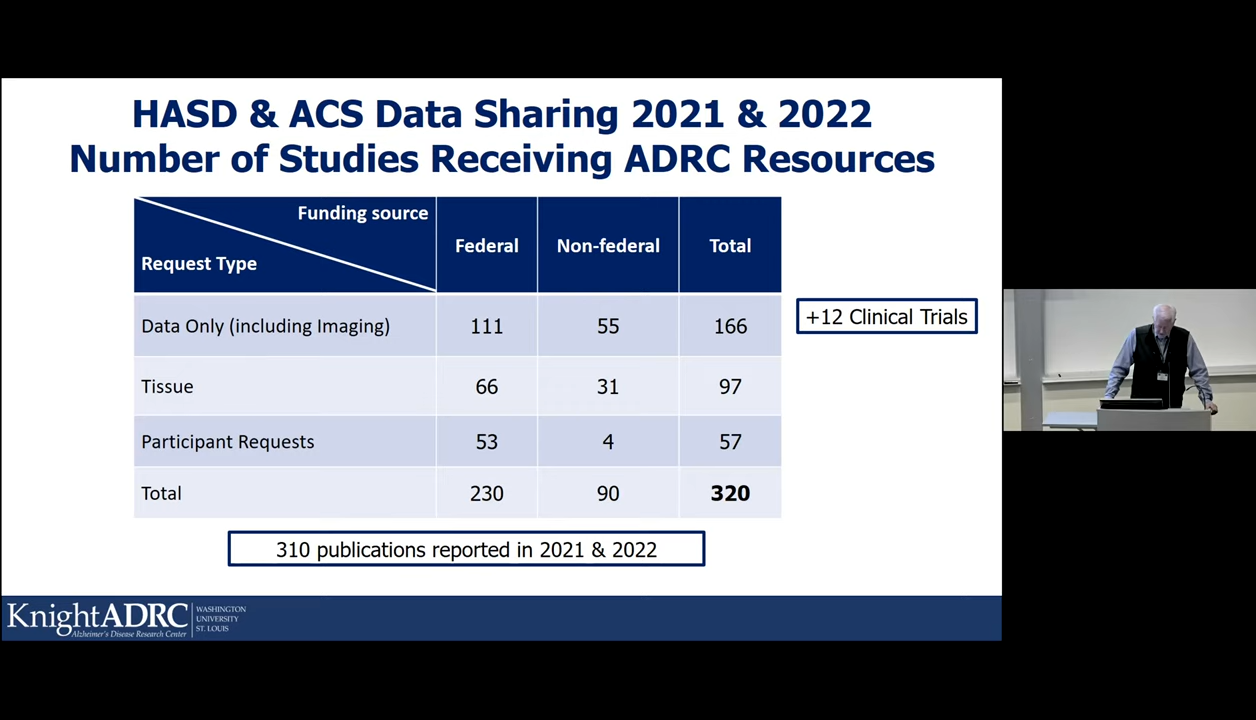 HASD & ACS Data Sharing 2021 & 2022
Number of Studies Receiving ADRC Resources
Funding source
Request Type
Federal
Non-federal
Total
Data Only (including Imaging)
111
55
166
+12 Clinical Trials
Tissue
66
31
97
Participant Requests
53
4
57
Total
230
90
320
310 publications reported in 2021 & 2022
KnightADRC
Alzheimer's Disease Research Center
WASHINGTON
UNIVERSITY
ST. LOUIS